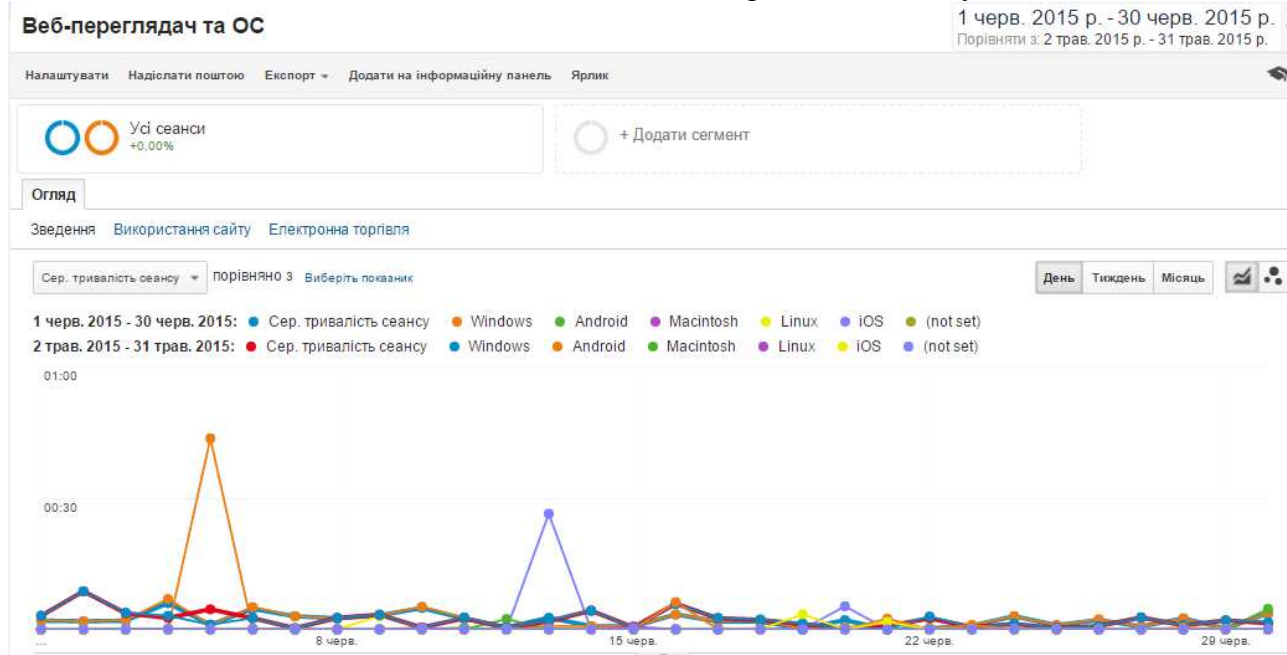 Веб-переглядач та ОС
1 черв. 2015 р. - 30 черв. 2015 р.
Порівняти з: 2 трав. 2015 р. - 31 трав. 2015 р.
Налаштувати Надіслати поштою Експорт Додати на інформаційну панель Ярлик
Усі сеанси
+0,00%
+ Додати сегмент
Огляд
Зведення Використання сайту Електронна торгівля
Сер. тривалість сеансу порівняно з Виберіть показник День Тиждень Місяць
1 черв. 2015 - 30 черв. 2015: Сер. тривалість сеансу Windows Android Macintosh Linux iOS (not set)
2 трав. 2015 - 31 трав. 2015: Сер. тривалість сеансу Windows Android Macintosh Linux iOS (not set)
01:00
00:30
... 8 черв. 15 черв. 22 черв. 29 черв.